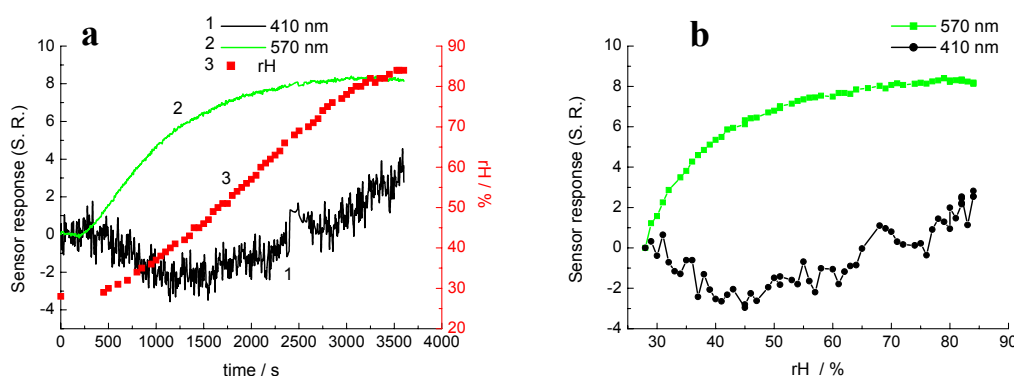 a
1 410 nm
2 570 nm
3 rH
Sensor response (S. R.)
10
8
6
4
2
0
-2
-4
2
3
1
90
80
70
60
50
40
30
20
rH / %
0 500 1000 1500 2000 2500 3000 3500 4000
time / s
b
570 nm
410 nm
Sensor response (S. R.)
10
8
6
4
2
0
-2
-4
30 40 50 60 70 80 90
rH / %